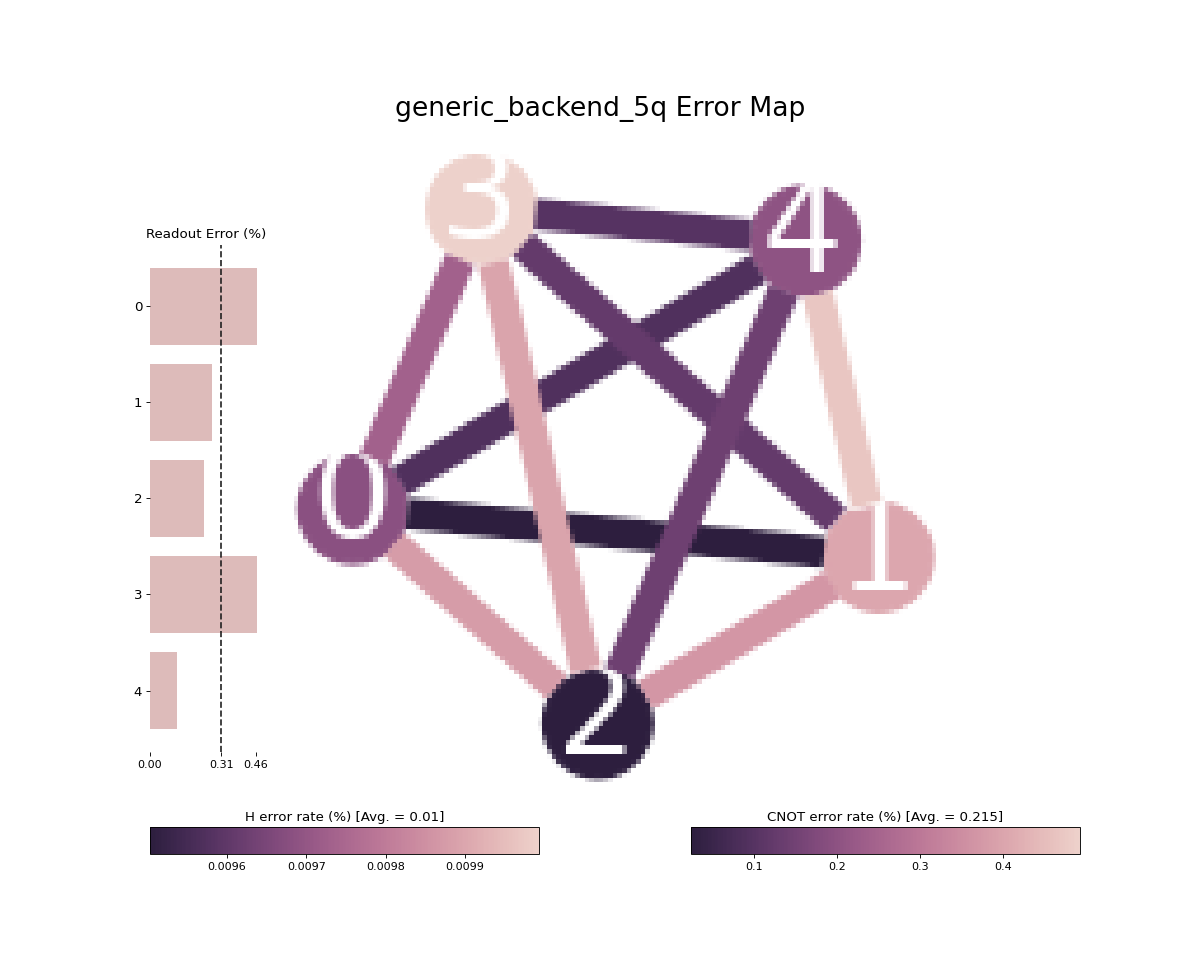 generic_backend_5q Error Map
3
4
Readout Error (%)
0
1
2
3
4
0
1
2
0.00 0.31 0.46
H error rate (%) [Avg. = 0.01]
CNOT error rate (%) [Avg. = 0.215]
0.0096 0.0097 0.0098 0.0099
0.1 0.2 0.3 0.4